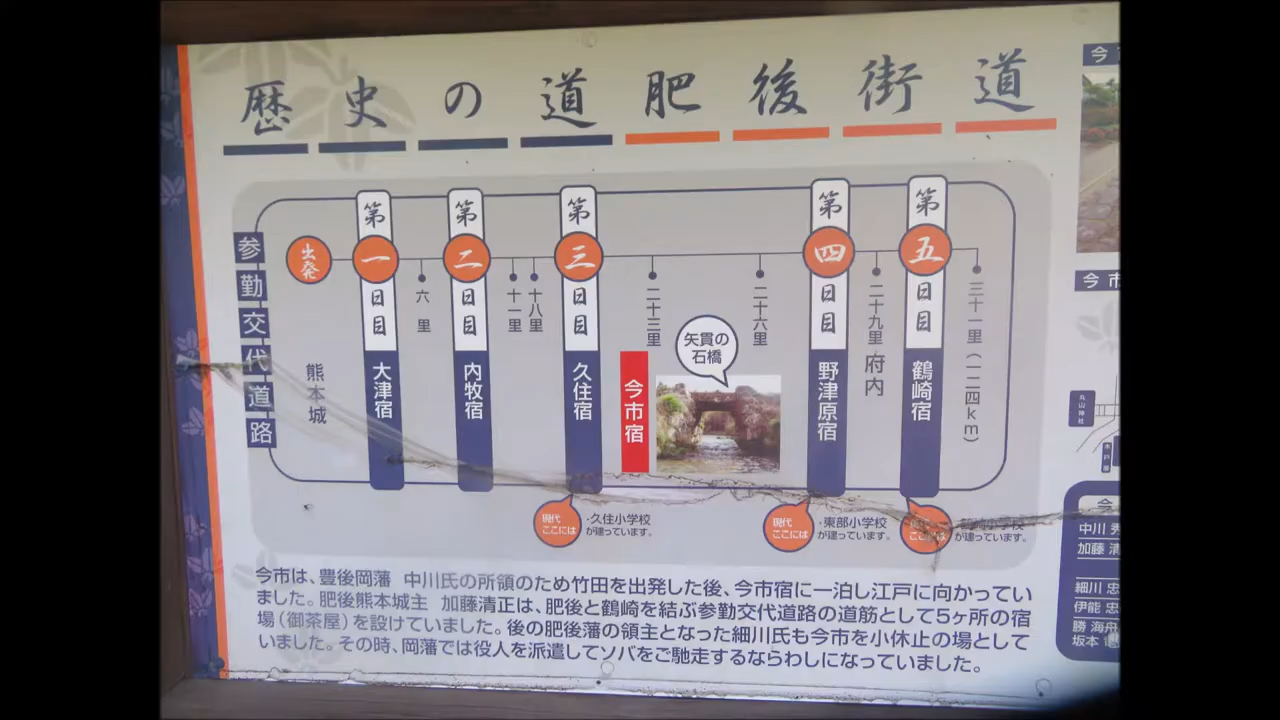 歴史の道肥後街道
参勤交代道路
出発
熊本城
第一日目
大津宿
六里
第二日目
内牧宿
十一里
十八里
第三日目
久住宿
二十三里
今市宿
矢貫の
石橋
二十六里
第四日目
野津原宿
二十九里
府内
第五日目
鶴崎宿
三十一里(一二四km)
現代
ここには
・久住小学校
が建っています。
現代
ここには
・東部小学校
が建っています。
ここには
小学校
が建っています。
今市は、豊後岡藩 中川氏の所領のため竹田を出発した後、今市宿に一泊し江戸に向かってい
ました。肥後熊本城主 加藤清正は、肥後と鶴崎を結ぶ参勤交代道路の道筋として5ヶ所の宿
場(御茶屋)を設けていました。後の肥後藩の領主となった細川氏も今市を小休止の場として
いました。その時、岡藩では役人を派遣してソバをご馳走するならわしになっていました。
今
今市
丸山神社
今
中川 秀
加藤 清
細川 忠
伊能 忠
勝 海舟
坂本